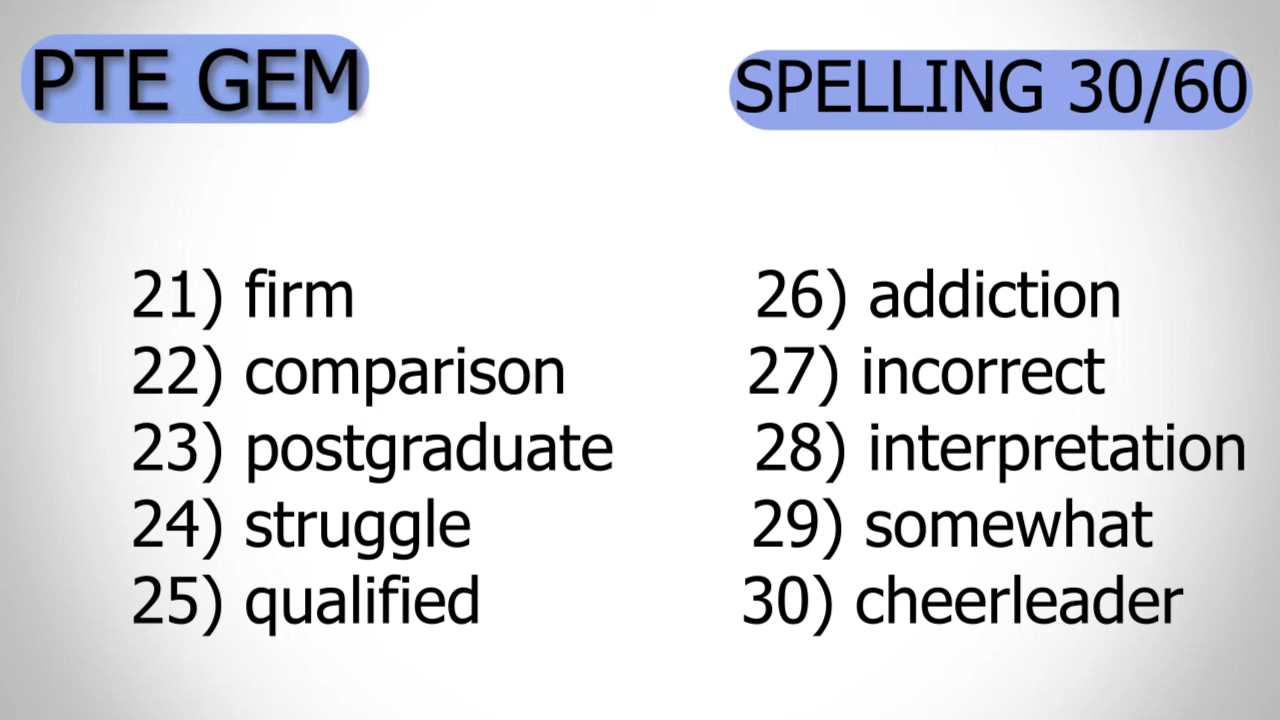 PTE GEM
SPELLING 30/60
21) firm
22) comparison
23) postgraduate
24) struggle
25) qualified
26) addiction
27) incorrect
28) interpretation
29) somewhat
30) cheerleader